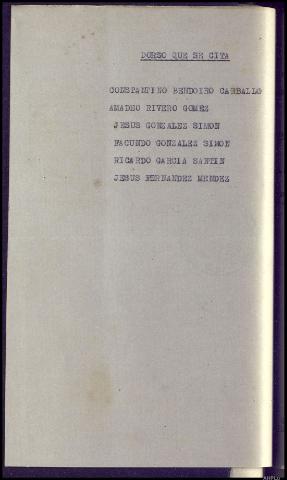 DORSO QUE SE CITA
CONSTANTINO BENDOIRO CARBALLO
AMADEO RIVERO GOMEZ
JESUS GONZALEZ SIMON
FACUNDO GONZALEZ SIMON
RICARDO GARCIA SANTIN
JESUS FERNANDEZ MENDEZ